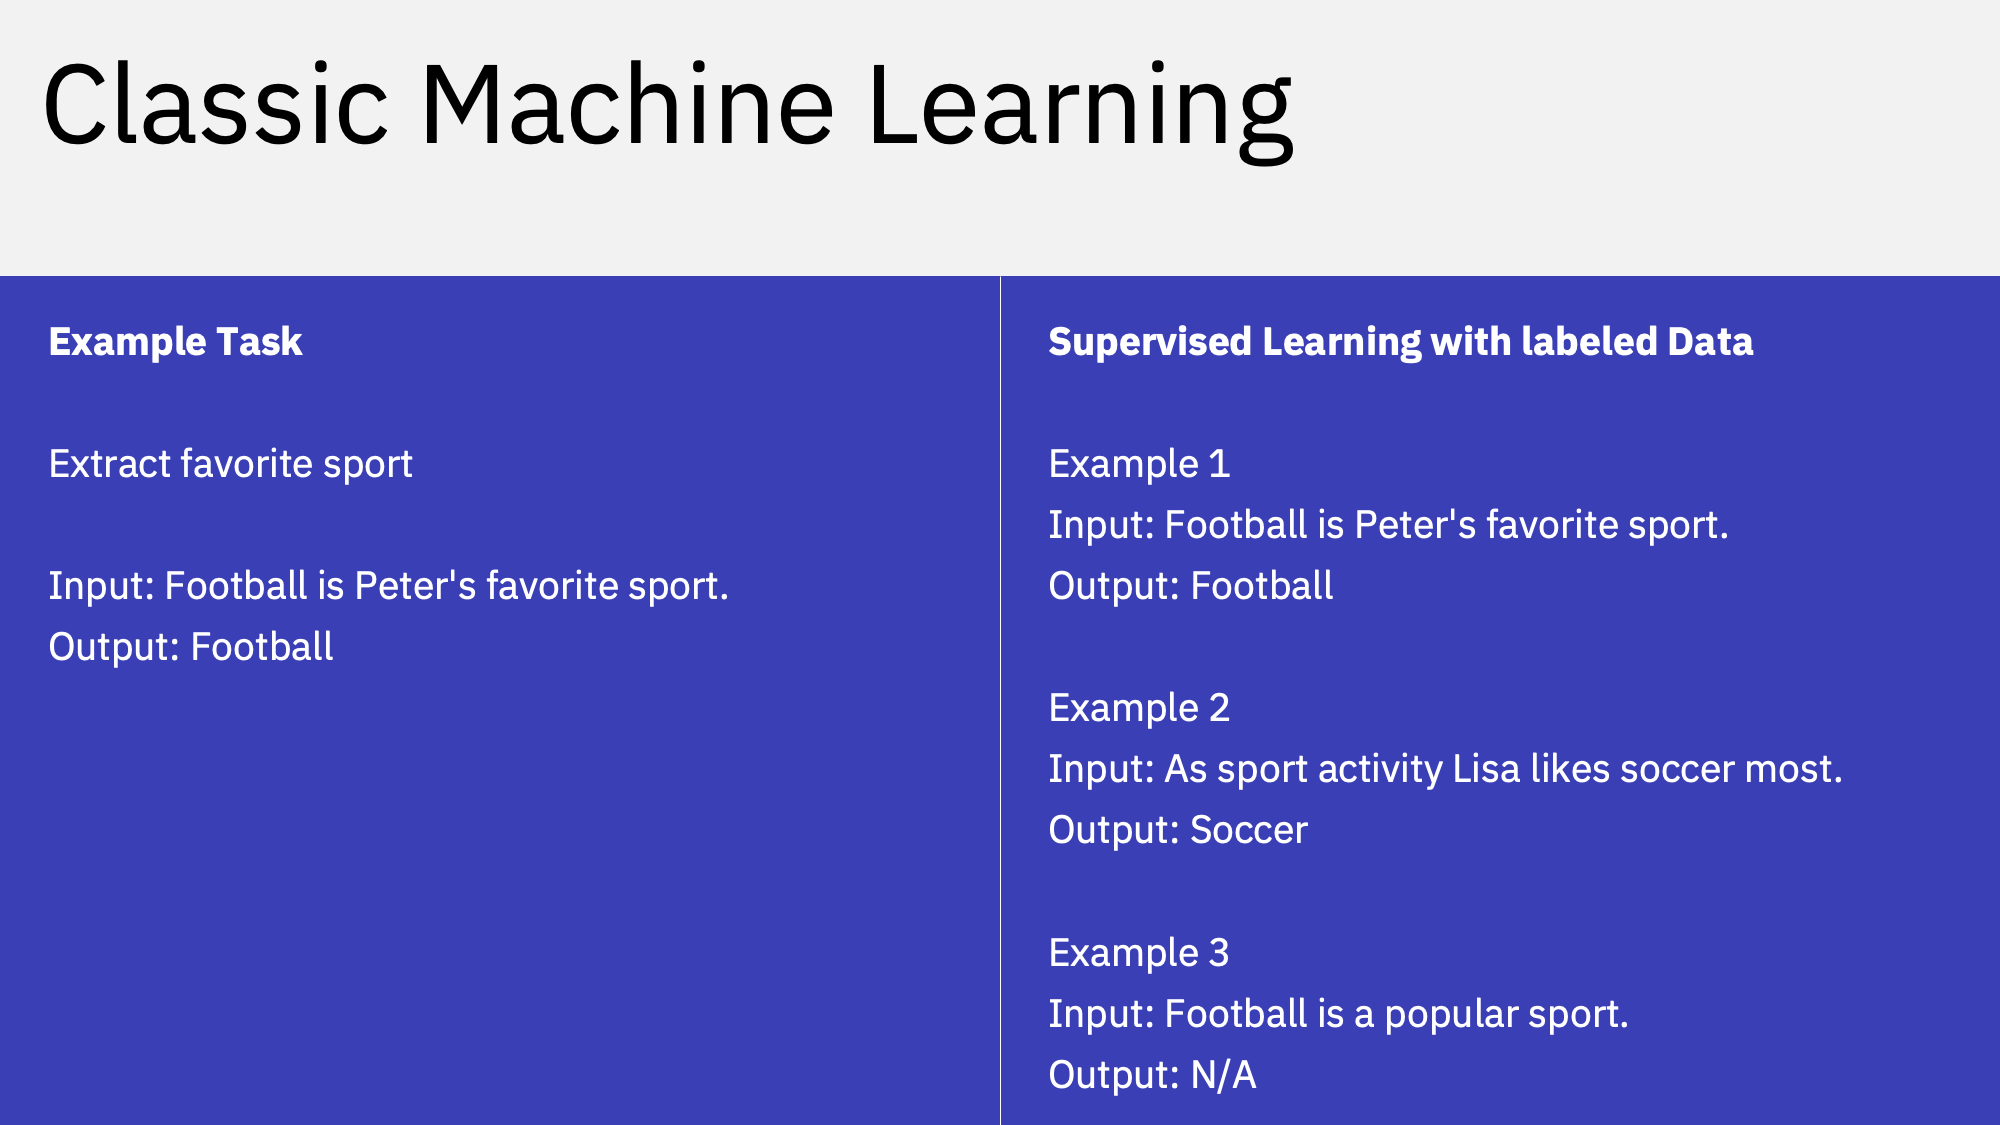 Classic Machine Learning
Example Task
Extract favorite sport
Input: Football is Peter's favorite sport.
Output: Football
Supervised Learning with labeled Data
Example 1
Input: Football is Peter's favorite sport.
Output: Football
Example 2
Input: As sport activity Lisa likes soccer most.
Output: Soccer
Example 3
Input: Football is a popular sport.
Output: N/A